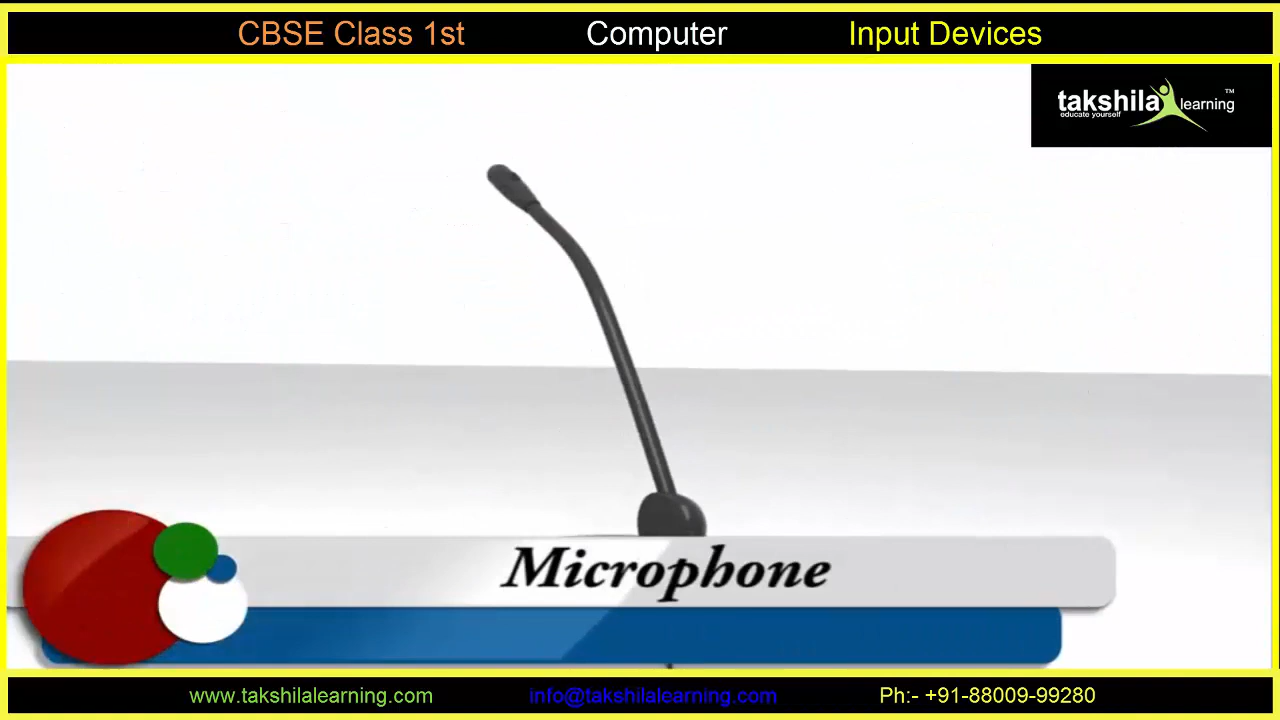 CBSE Class 1st Computer Input Devices
takshila learning ™
educate yourself
Microphone
www.takshilalearning.com info@takshilalearning.com Ph:- +91-88009-99280